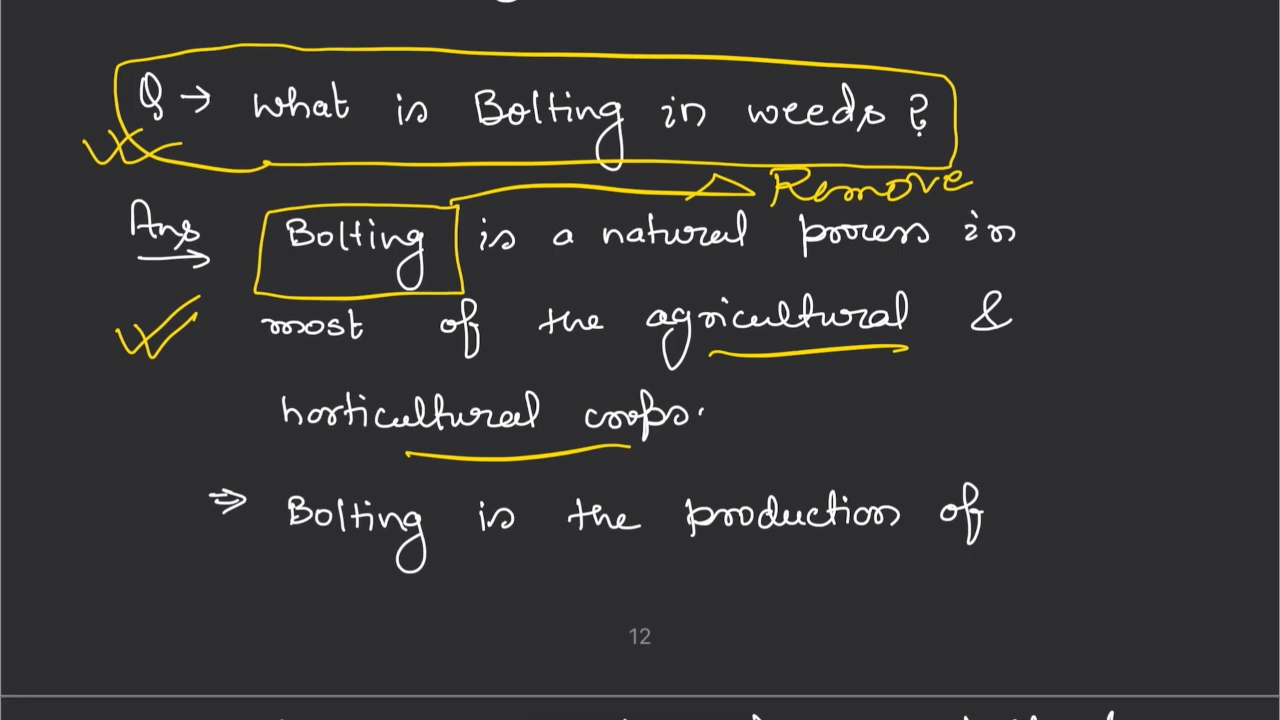 Q → What is Bolting in weeds?
Remove
Ans Bolting is a natural process in
most of the agricultural &
horticultural crops.
⇒ Bolting is the production of
12